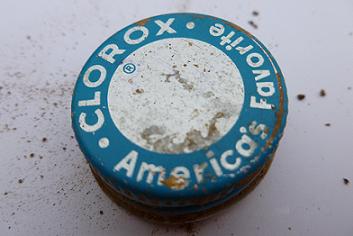 • CLOROX •
®
America's Favorite